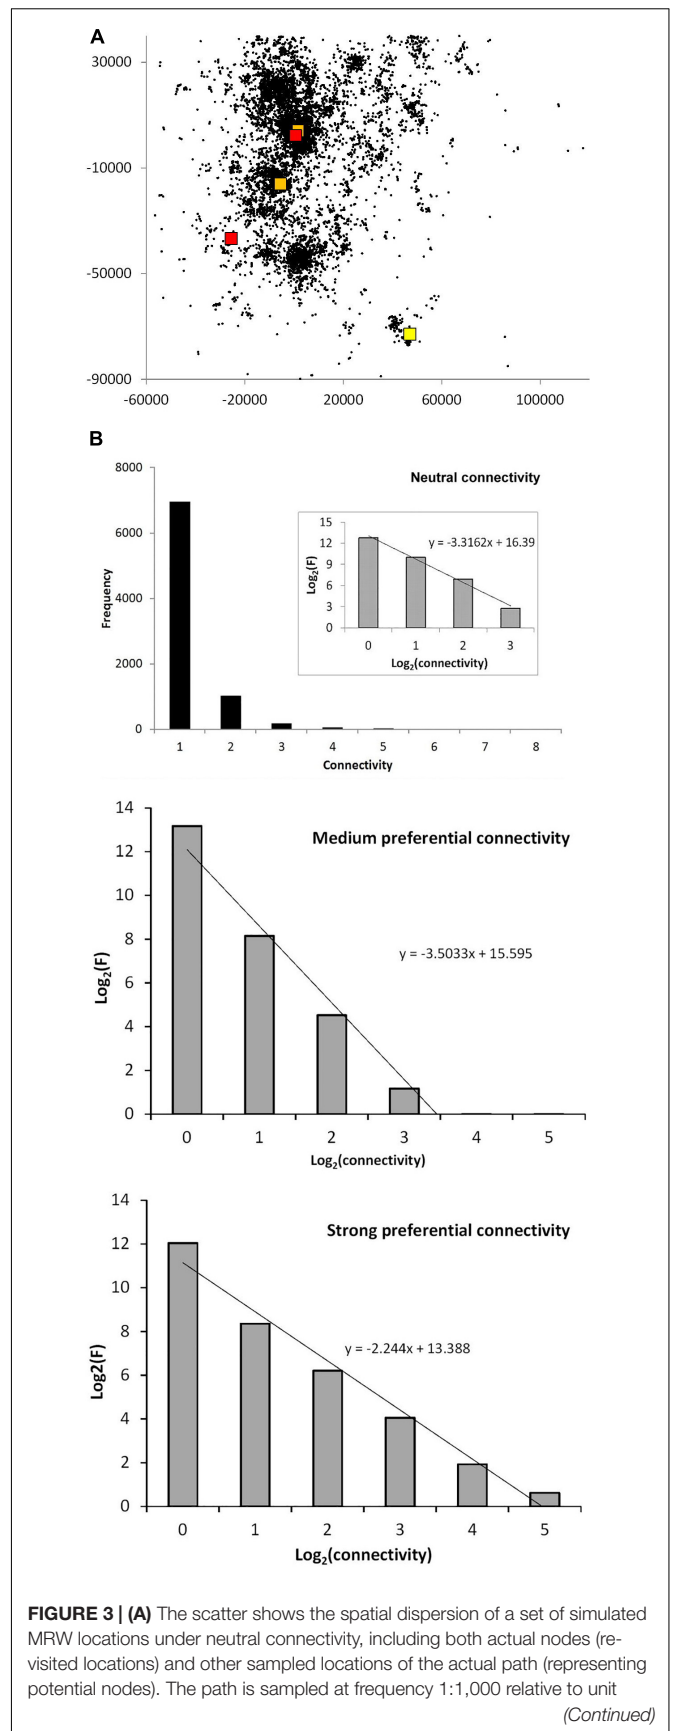 A
30000
-10000
-50000
-90000
-60000 -20000 20000 60000 100000
B
8000
6000
4000
2000
0
Frequency
Neutral connectivity
15
12
9
6
3
0
Log2(F)
y = -3.3162x + 16.39
0 1 2 3
Log2(connectivity)
1 2 3 4 5 6 7 8
Connectivity
14
12
10
8
6
4
2
0
Log2(F)
Medium preferential connectivity
y = -3.5033x + 15.595
0 1 2 3 4 5
Log2(connectivity)
14
12
10
8
6
4
2
0
Log2(F)
Strong preferential connectivity
y = -2.244x + 13.388
0 1 2 3 4 5
Log2(connectivity)
FIGURE 3 | (A) The scatter shows the spatial dispersion of a set of simulated
MRW locations under neutral connectivity, including both actual nodes (re-
visited locations) and other sampled locations of the actual path (representing
potential nodes). The path is sampled at frequency 1:1,000 relative to unit
(Continued)